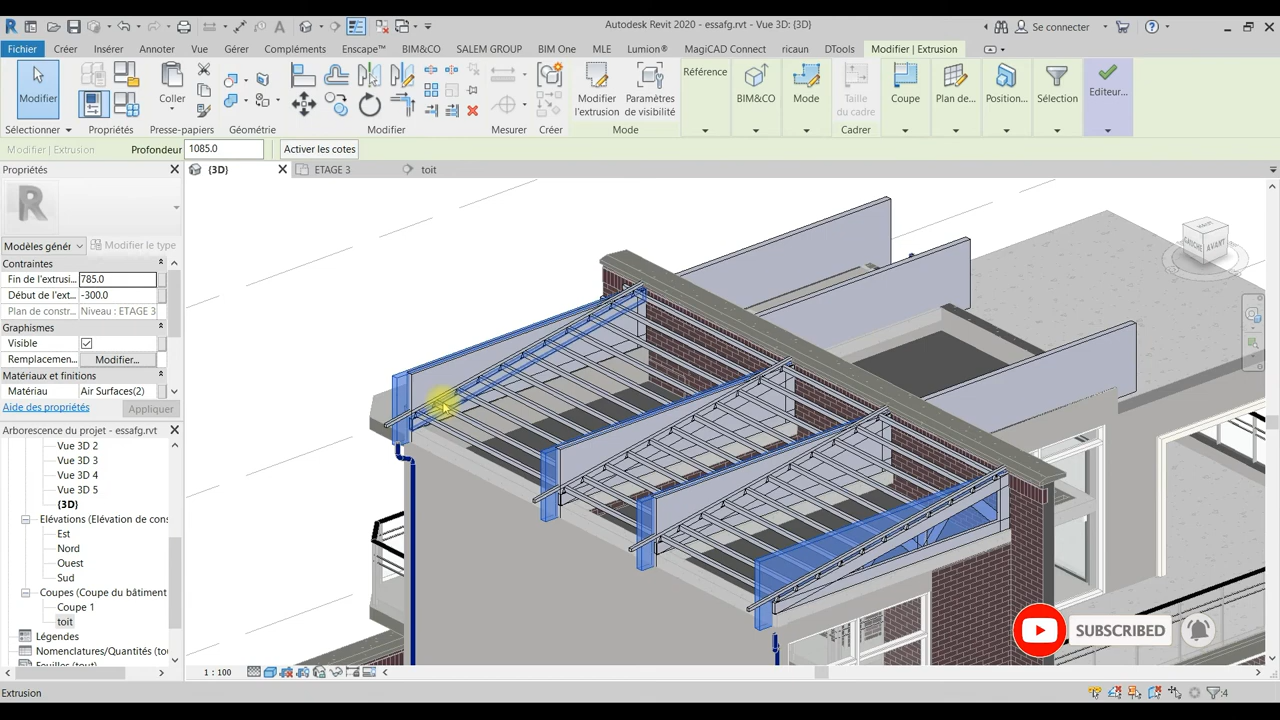 Autodesk Revit 2020 - essafg.rvt - Vue 3D: {3D}
Se connecter
Fichier Créer Insérer Annoter Vue Gérer Compléments Enscape™ BIM&CO SALEM GROUP BIM One MLE Lumion® MagiCAD Connect ricaun DTools Modifier | Extrusion
Modifier
Coller
Modifier l'extrusion
Paramètres de visibilité
Référence
BIM&CO
Mode
Taille du cadre
Coupe
Plan de...
Position...
Sélection
Editeur...
Sélectionner Propriétés Presse-papiers Géométrie Modifier Mesurer Créer Mode Cadrer
Modifier | Extrusion Profondeur 1085.0 Activer les cotes
Propriétés
{3D} ETAGE 3 toit
Modèles génér Modifier le type
Contraintes
Fin de l'extrusi... 785.0
Début de l'ext... -300.0
Plan de constr... Niveau : ETAGE 3
Graphismes
Visible
Remplacemen... Modifier...
Matériaux et finitions
Matériau Air Surfaces(2)
Aide des propriétés Appliquer
Arborescence du projet - essafg.rvt
Vue 3D 2
Vue 3D 3
Vue 3D 4
Vue 3D 5
{3D}
Elévations (Elévation de cons
Est
Nord
Ouest
Sud
Coupes (Coupe du bâtiment
Coupe 1
toit
Légendes
Nomenclatures/Quantités (tou
GAUCHE AVANT
SUBSCRIBED
1 : 100
Extrusion
:4